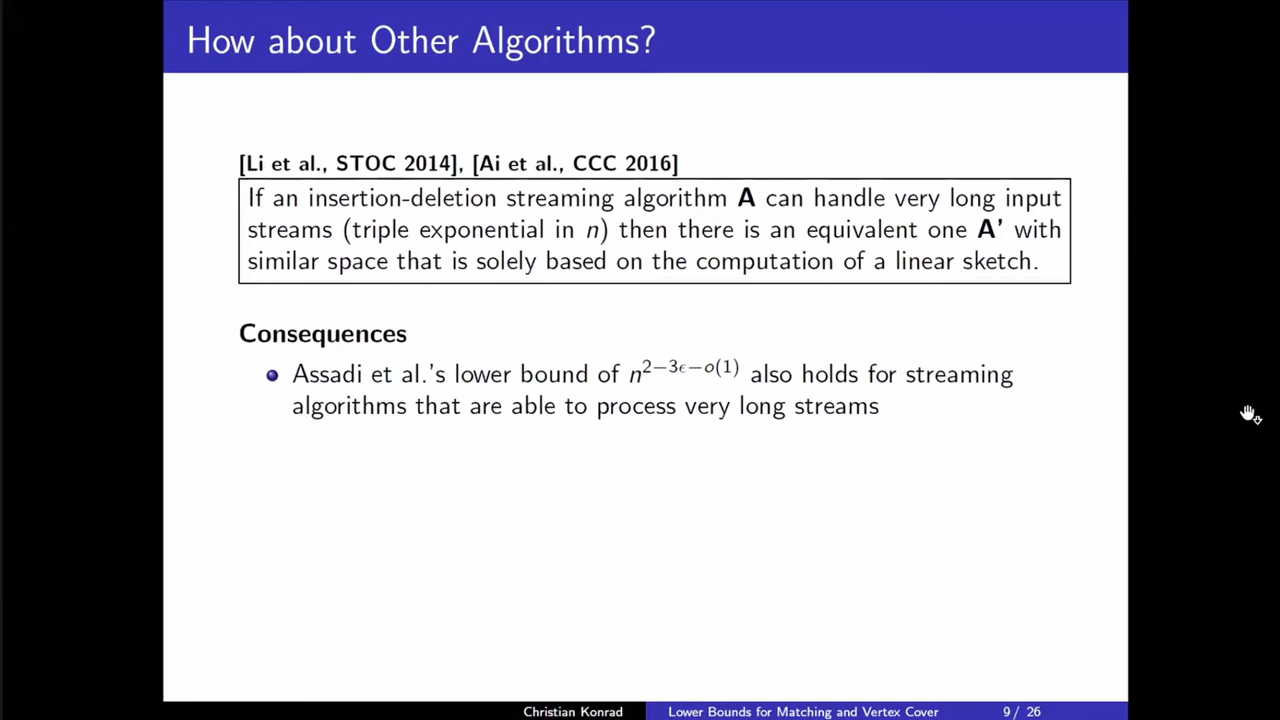 How about Other Algorithms?
[Li et al., STOC 2014], [Ai et al., CCC 2016]
If an insertion-deletion streaming algorithm A can handle very long input
streams (triple exponential in n) then there is an equivalent one A' with
similar space that is solely based on the computation of a linear sketch.
Consequences
Assadi et al.'s lower bound of n^{2−3ϵ−o(1)} also holds for streaming
algorithms that are able to process very long streams
Christian Konrad Lower Bounds for Matching and Vertex Cover 9 / 26